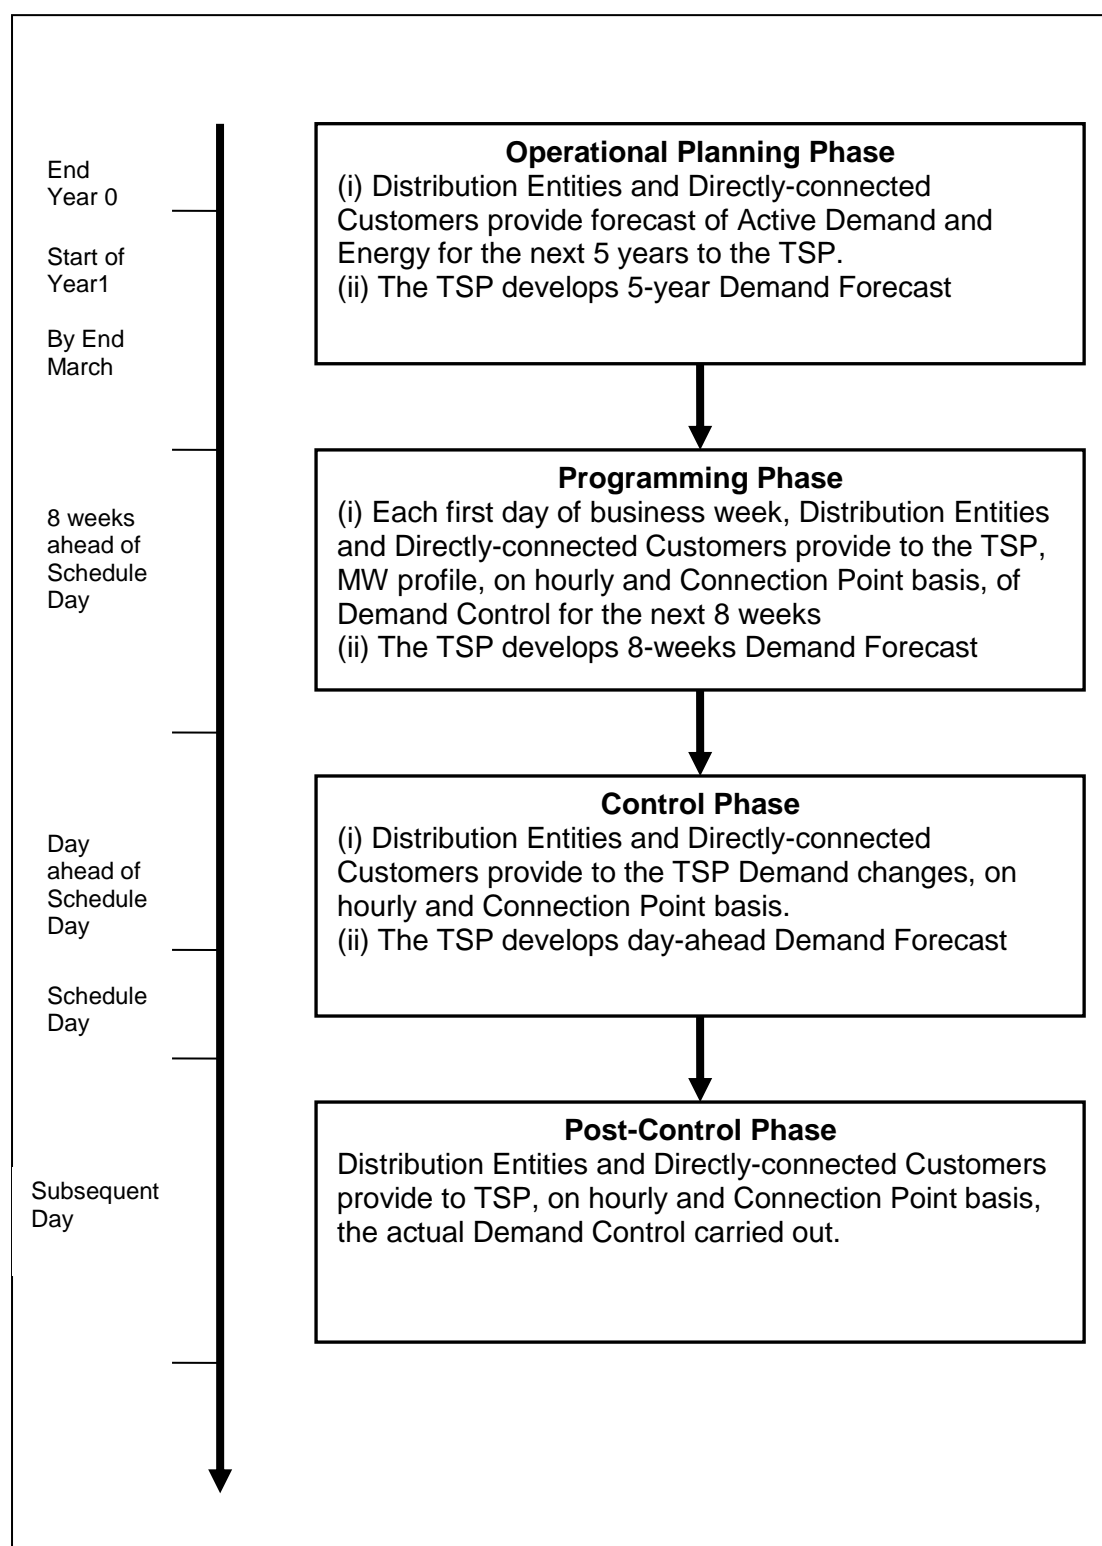 End
Year 0
Start of
Year1
By End
March
Operational Planning Phase
(i) Distribution Entities and Directly-connected
Customers provide forecast of Active Demand and
Energy for the next 5 years to the TSP.
(ii) The TSP develops 5-year Demand Forecast
8 weeks
ahead of
Schedule
Day
Programming Phase
(i) Each first day of business week, Distribution Entities
and Directly-connected Customers provide to the TSP,
MW profile, on hourly and Connection Point basis, of
Demand Control for the next 8 weeks
(ii) The TSP develops 8-weeks Demand Forecast
Day
ahead of
Schedule
Day
Schedule
Day
Control Phase
(i) Distribution Entities and Directly-connected
Customers provide to the TSP Demand changes, on
hourly and Connection Point basis.
(ii) The TSP develops day-ahead Demand Forecast
Subsequent
Day
Post-Control Phase
Distribution Entities and Directly-connected Customers
provide to TSP, on hourly and Connection Point basis,
the actual Demand Control carried out.